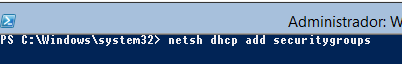 Administrador: W
PS C:\Windows\system32> netsh dhcp add securitygroups